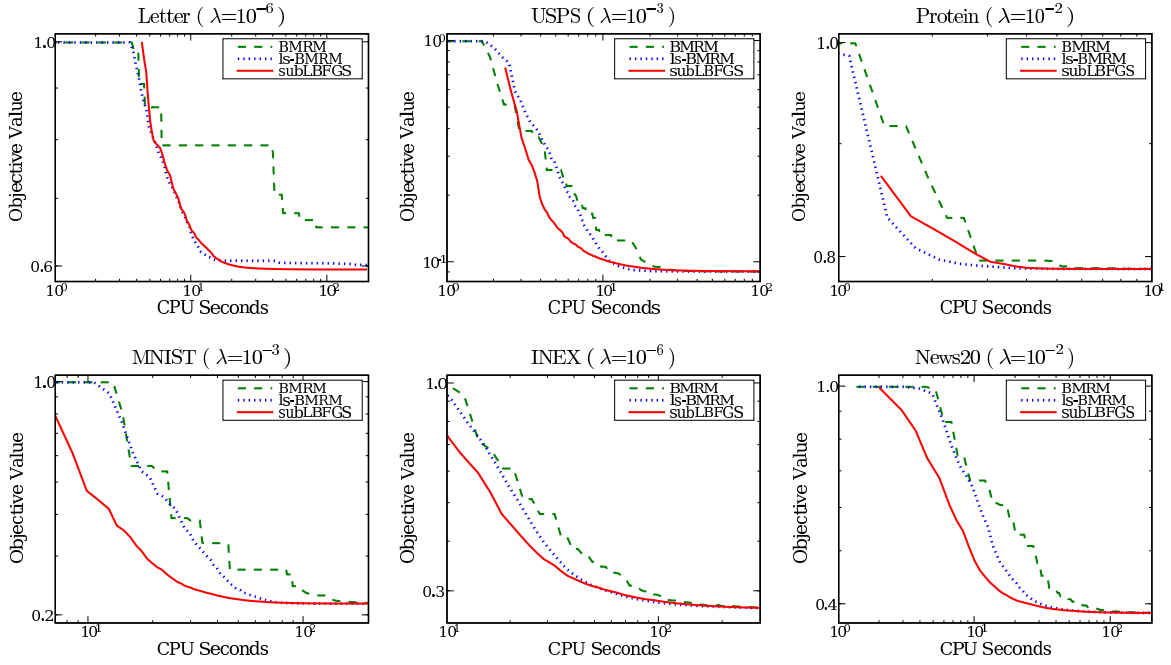 Letter ( λ=10⁻⁶)
1.0
0.6
Objective Value
BMRM
ls-BMRM
subLBFGS
10⁰
10¹
10²
CPU Seconds
USPS ( λ=10⁻³)
10⁰
10⁻¹
Objective Value
BMRM
ls-BMRM
subLBFGS
10⁰
10¹
10²
CPU Seconds
Protein ( λ=10⁻²)
1.0
0.8
Objective Value
BMRM
ls-BMRM
subLBFGS
10⁰
10¹
CPU Seconds
MNIST ( λ=10⁻³)
1.0
0.2
Objective Value
BMRM
ls-BMRM
subLBFGS
10¹
10²
CPU Seconds
INEX ( λ=10⁻⁶)
1.0
0.3
Objective Value
BMRM
ls-BMRM
subLBFGS
10¹
10²
CPU Seconds
News20 ( λ=10⁻²)
1.0
0.4
Objective Value
BMRM
ls-BMRM
subLBFGS
10⁰
10¹
10²
CPU Seconds